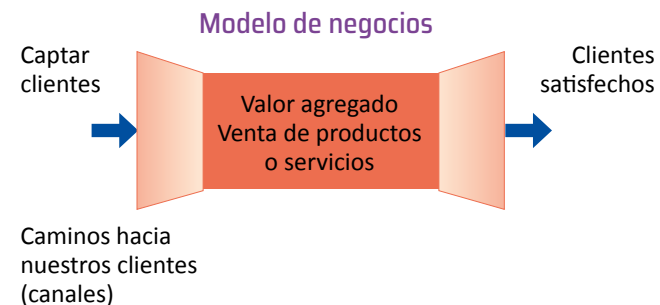 Modelo de negocios
Captar
clientes
Valor agregado
Venta de productos
o servicios
Clientes
satisfechos
Caminos hacia
nuestros clientes
(canales)